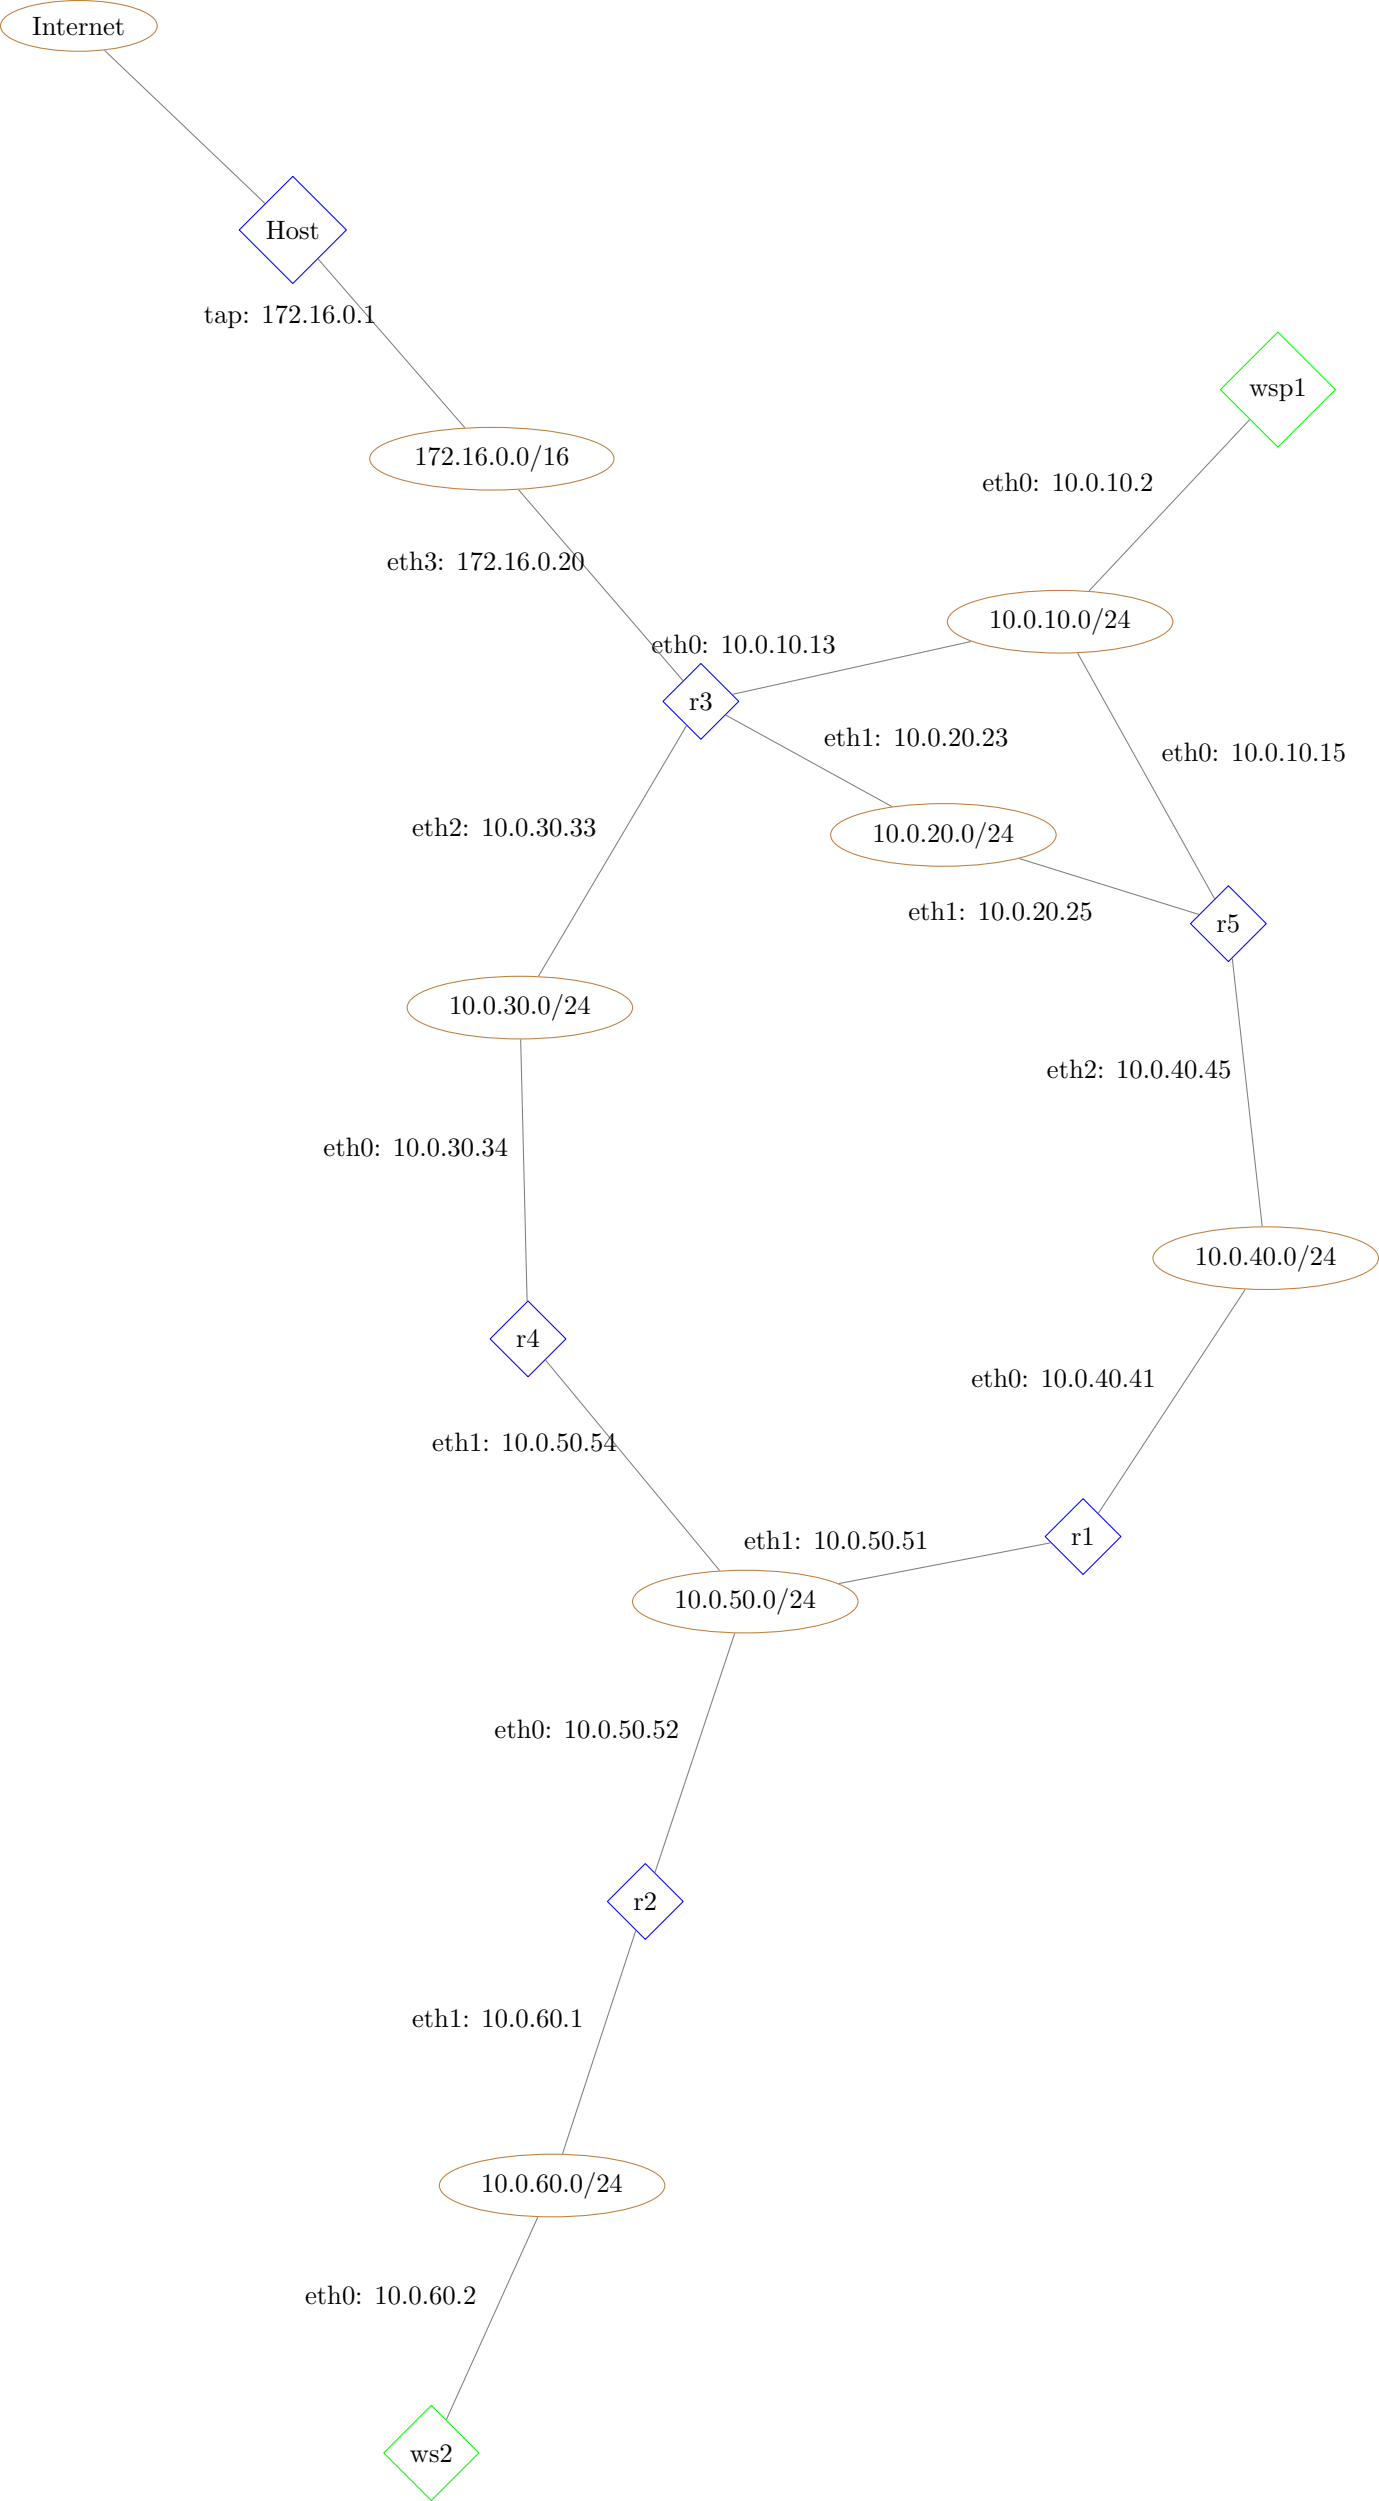 Internet
Host
tap: 172.16.0.1
wsp1
172.16.0.0/16
eth0: 10.0.10.2
eth3: 172.16.0.20
10.0.10.0/24
eth0: 10.0.10.13
r3
eth1: 10.0.20.23
eth0: 10.0.10.15
eth2: 10.0.30.33
10.0.20.0/24
eth1: 10.0.20.25
r5
10.0.30.0/24
eth2: 10.0.40.45
eth0: 10.0.30.34
10.0.40.0/24
r4
eth0: 10.0.40.41
eth1: 10.0.50.54
eth1: 10.0.50.51
r1
10.0.50.0/24
eth0: 10.0.50.52
r2
eth1: 10.0.60.1
10.0.60.0/24
eth0: 10.0.60.2
ws2